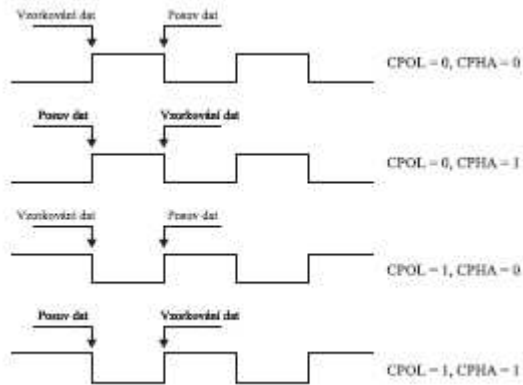 Vzorkování dat Posuv dat
CPOL = 0, CPHA = 0
Posuv dat Vzorkování dat
CPOL = 0, CPHA = 1
Vzorkování dat Posuv dat
CPOL = 1, CPHA = 0
Posuv dat Vzorkování dat
CPOL = 1, CPHA = 1